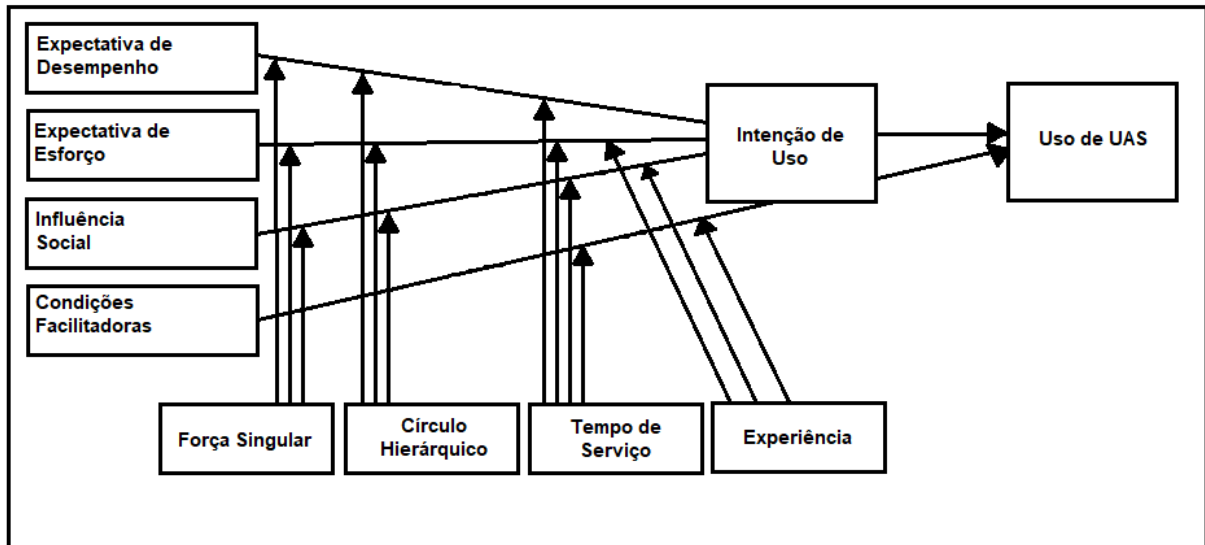 Expectativa de
Desempenho
Expectativa de
Esforço
Influência
Social
Condições
Facilitadoras
Intenção de
Uso
Uso de UAS
Força Singular
Círculo
Hierárquico
Tempo de
Serviço
Experiência